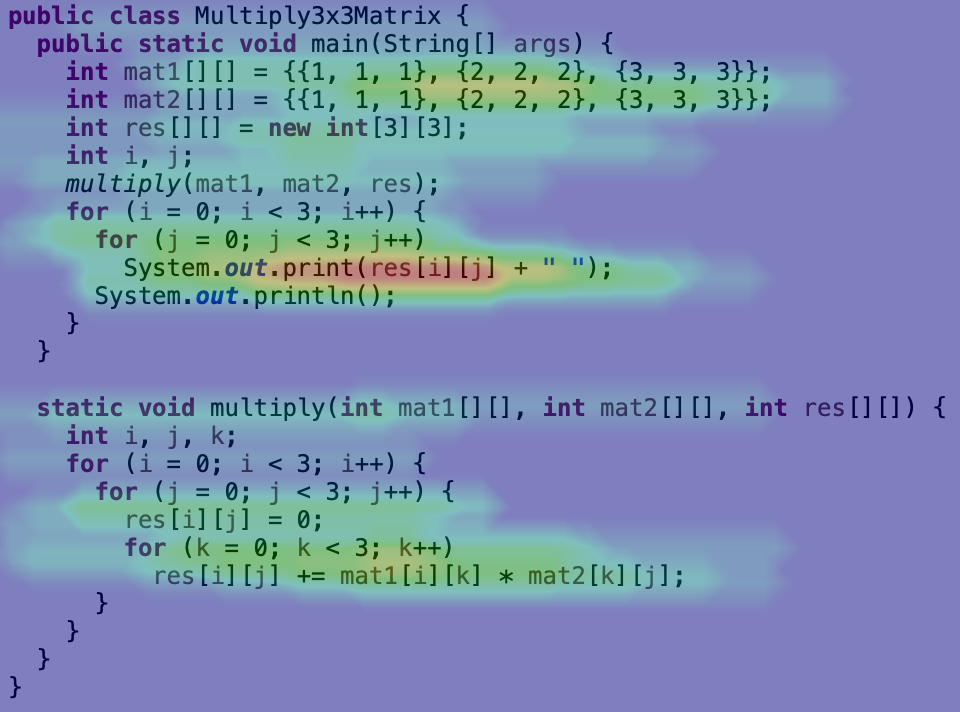 public class Multiply3x3Matrix {
  public static void main(String[] args) {
    int mat1[][] = {{1, 1, 1}, {2, 2, 2}, {3, 3, 3}};
    int mat2[][] = {{1, 1, 1}, {2, 2, 2}, {3, 3, 3}};
    int res[][] = new int[3][3];
    int i, j;
    multiply(mat1, mat2, res);
    for (i = 0; i < 3; i++) {
      for (j = 0; j < 3; j++)
        System.out.print(res[i][j] + " ");
      System.out.println();
    }
  }

  static void multiply(int mat1[][], int mat2[][], int res[][]) {
    int i, j, k;
    for (i = 0; i < 3; i++) {
      for (j = 0; j < 3; j++) {
        res[i][j] = 0;
        for (k = 0; k < 3; k++)
          res[i][j] += mat1[i][k] * mat2[k][j];
      }
    }
  }
}